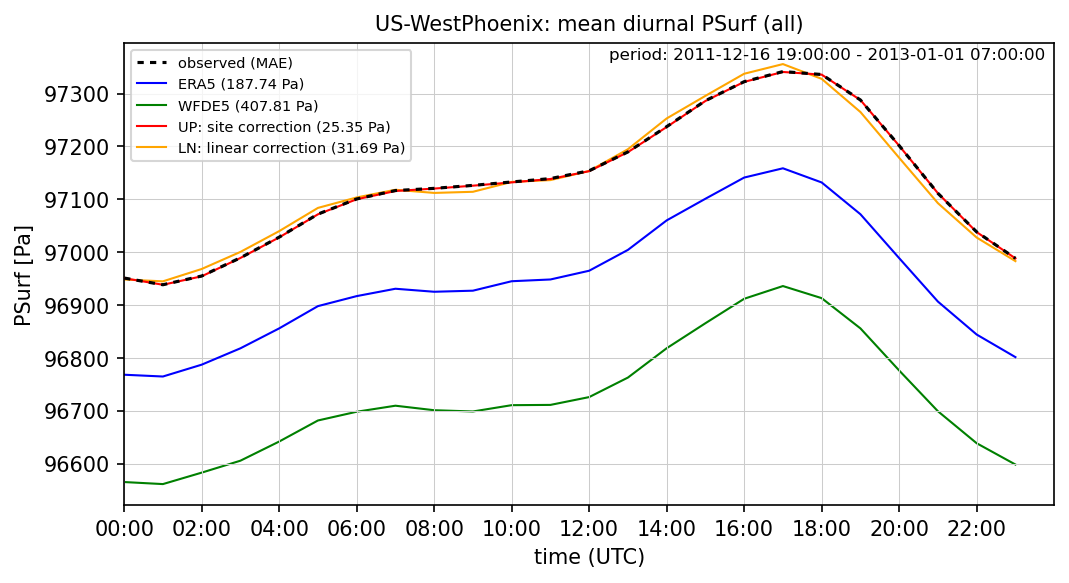 US-WestPhoenix: mean diurnal PSurf (all)
period: 2011-12-16 19:00:00 - 2013-01-01 07:00:00
observed (MAE)
ERA5 (187.74 Pa)
WFDE5 (407.81 Pa)
UP: site correction (25.35 Pa)
LN: linear correction (31.69 Pa)
PSurf [Pa]
97300
97200
97100
97000
96900
96800
96700
96600
00:00 02:00 04:00 06:00 08:00 10:00 12:00 14:00 16:00 18:00 20:00 22:00
time (UTC)